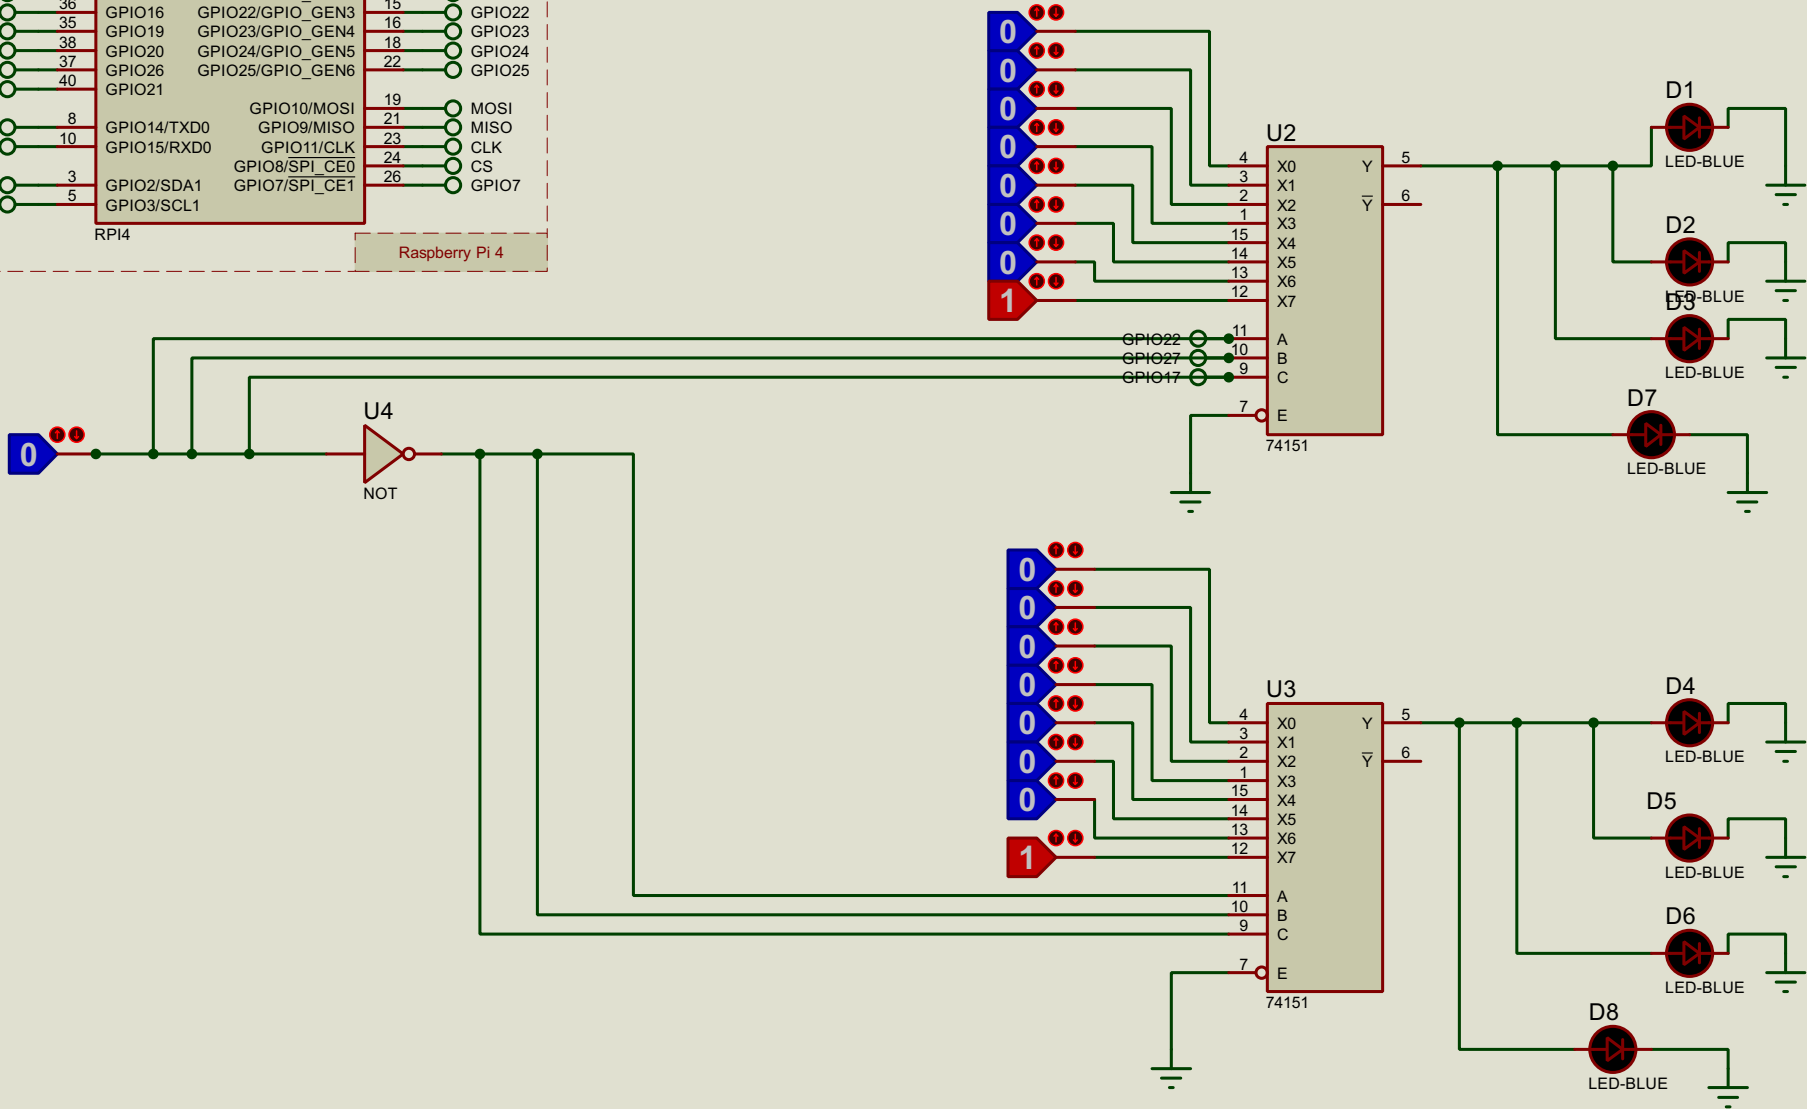 36 GPIO16 GPIO22/GPIO_GEN3 15 GPIO22
35 GPIO19 GPIO23/GPIO_GEN4 16 GPIO23
38 GPIO20 GPIO24/GPIO_GEN5 18 GPIO24
37 GPIO26 GPIO25/GPIO_GEN6 22 GPIO25
40 GPIO21
GPIO10/MOSI 19 MOSI
8 GPIO14/TXD0 GPIO9/MISO 21 MISO
10 GPIO15/RXD0 GPIO11/CLK 23 CLK
GPIO8/SPI_CE0 24 CS
3 GPIO2/SDA1 GPIO7/SPI_CE1 26 GPIO7
5 GPIO3/SCL1
RPI4
Raspberry Pi 4
0
0
0
0
0
0
0
1
U2
4 X0 Y 5
3 X1
2 X2 Y 6
1 X3
15 X4
14 X5
13 X6
12 X7
GPIO22 11 A
GPIO27 10 B
GPIO17 9 C
7 E
74151
D1
LED-BLUE
D2
LED-BLUE
D3
LED-BLUE
D7
LED-BLUE
0
U4
NOT
0
0
0
0
0
0
0
1
U3
4 X0 Y 5
3 X1
2 X2 Y 6
1 X3
15 X4
14 X5
13 X6
12 X7
11 A
10 B
9 C
7 E
74151
D4
LED-BLUE
D5
LED-BLUE
D6
LED-BLUE
D8
LED-BLUE